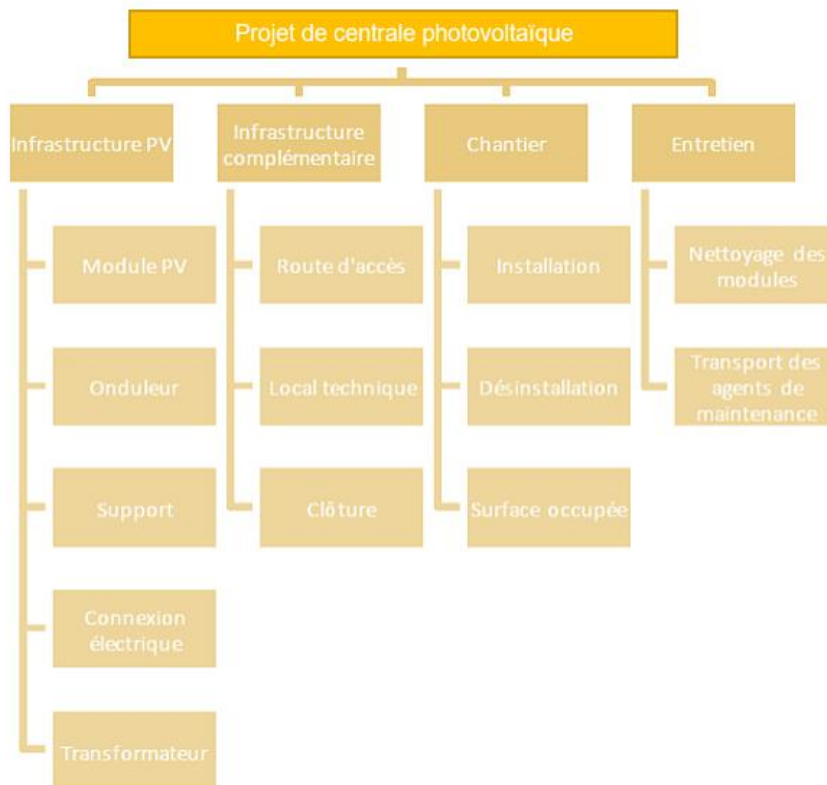 Projet de centrale photovoltaïque
Infrastructure PV
Infrastructure
complémentaire
Chantier
Entretien
Module PV
Onduleur
Support
Connexion
électrique
Transformateur
Route d'accès
Local technique
Clôture
Installation
Désinstallation
Surface occupée
Nettoyage des
modules
Transport des
agents de
maintenance